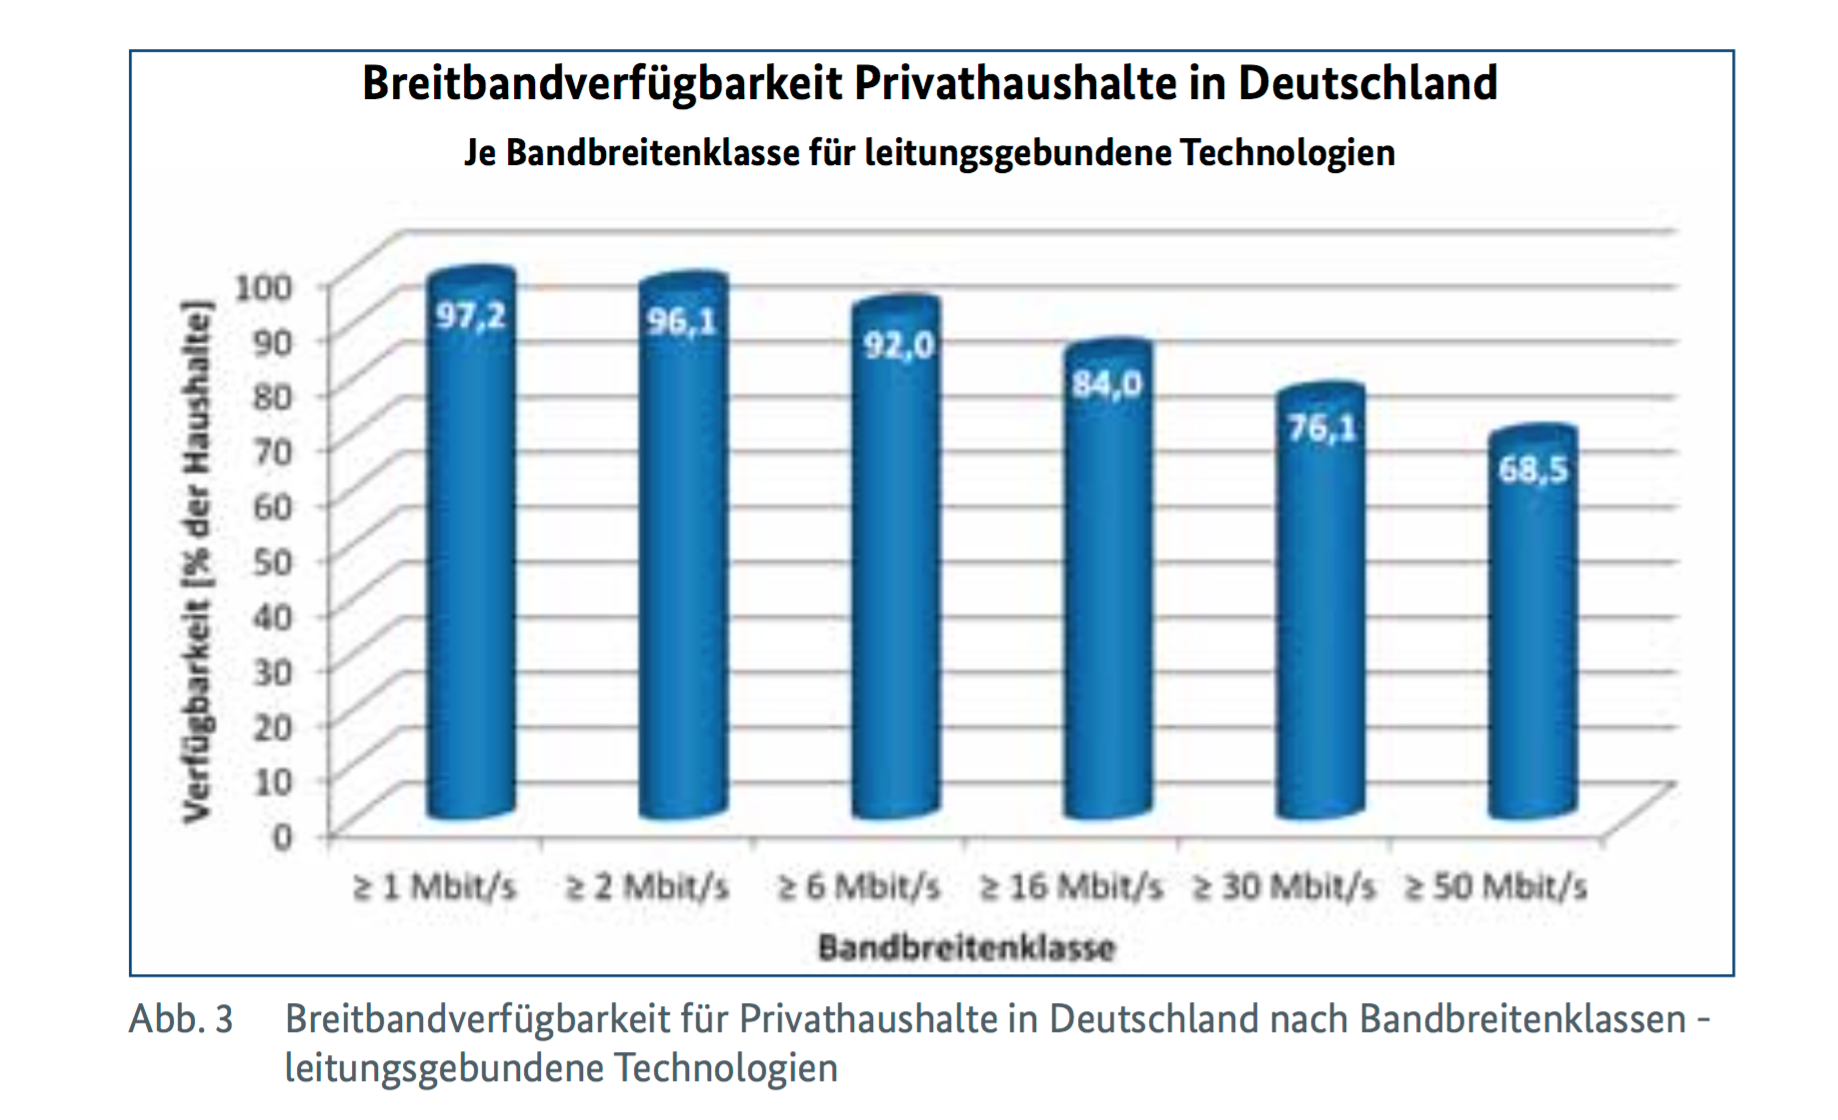 Breitbandverfügbarkeit Privathaushalte in Deutschland
Je Bandbreitenklasse für leitungsgebundene Technologien
Verfügbarkeit [% der Haushalte]
100
90
80
70
60
50
40
30
20
10
0
97,2
96,1
92,0
84,0
76,1
68,5
≥ 1 Mbit/s
≥ 2 Mbit/s
≥ 6 Mbit/s
≥ 16 Mbit/s
≥ 30 Mbit/s
≥ 50 Mbit/s
Bandbreitenklasse
Abb. 3 Breitbandverfügbarkeit für Privathaushalte in Deutschland nach Bandbreitenklassen -
leitungsgebundene Technologien